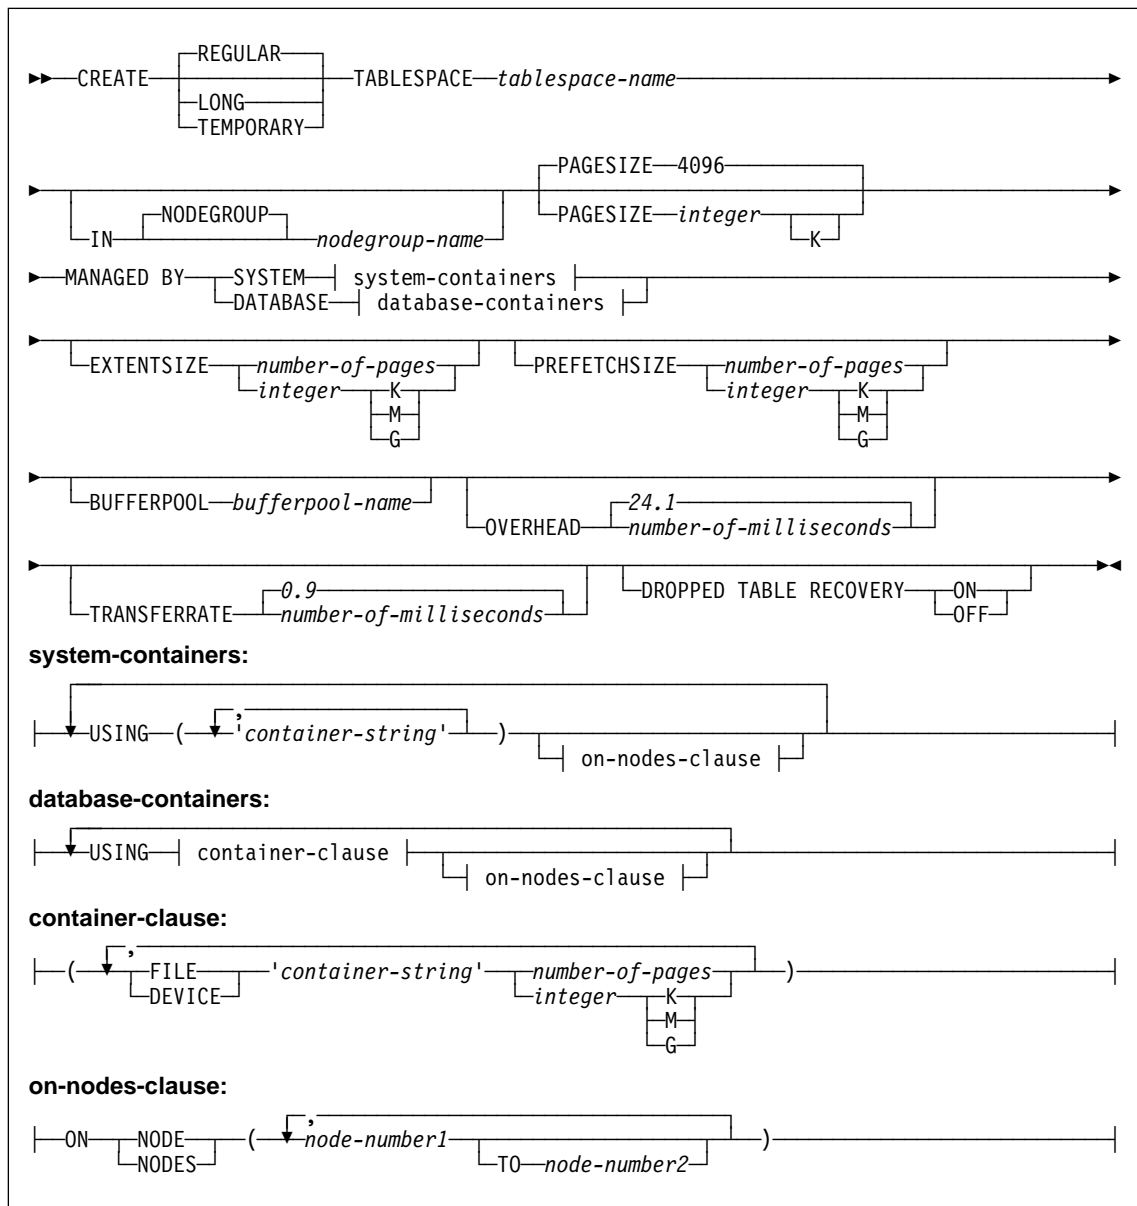 REGULAR
CREATE TABLESPACE tablespace-name
LONG
TEMPORARY
PAGESIZE 4096
NODEGROUP PAGESIZE integer
IN nodegroup-name K
MANAGED BY SYSTEM system-containers
DATABASE database-containers
EXTENTSIZE number-of-pages PREFETCHSIZE number-of-pages
integer K integer K
M M
G G
BUFFERPOOL bufferpool-name 24.1
OVERHEAD number-of-milliseconds
0.9 DROPPED TABLE RECOVERY ON
TRANSFERRATE number-of-milliseconds OFF
system-containers:
,
USING ( 'container-string' )
on-nodes-clause
database-containers:
USING container-clause
on-nodes-clause
container-clause:
,
( FILE 'container-string' number-of-pages )
DEVICE integer K
M
G
on-nodes-clause:
,
ON NODE ( node-number1 )
NODES TO node-number2